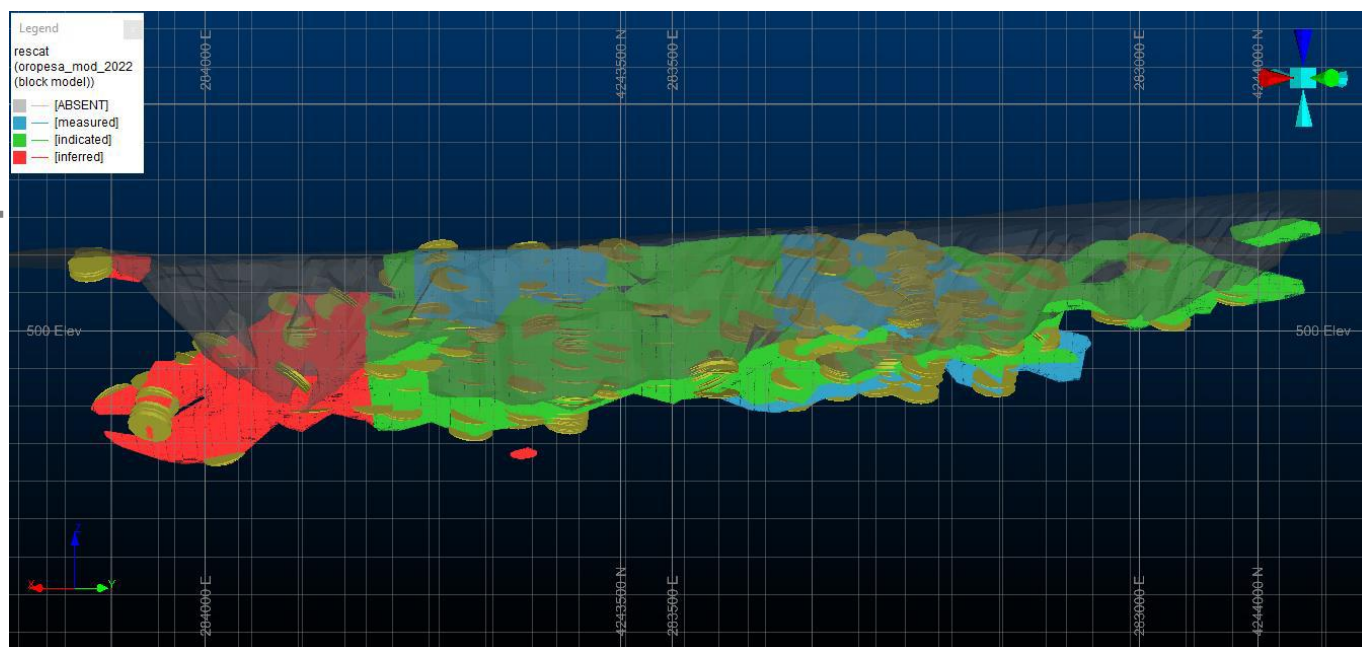 Legend
rescat
(oropesa_mod_2022
(block model))
[ABSENT]
[measured]
[indicated]
[inferred]
284000 E
4243500 N
283500 E
283000 E
4244000 N
500 Elev
500 Elev
Z
X
Y
284000 E
4243500 N
283500 E
283000 E
4244000 N